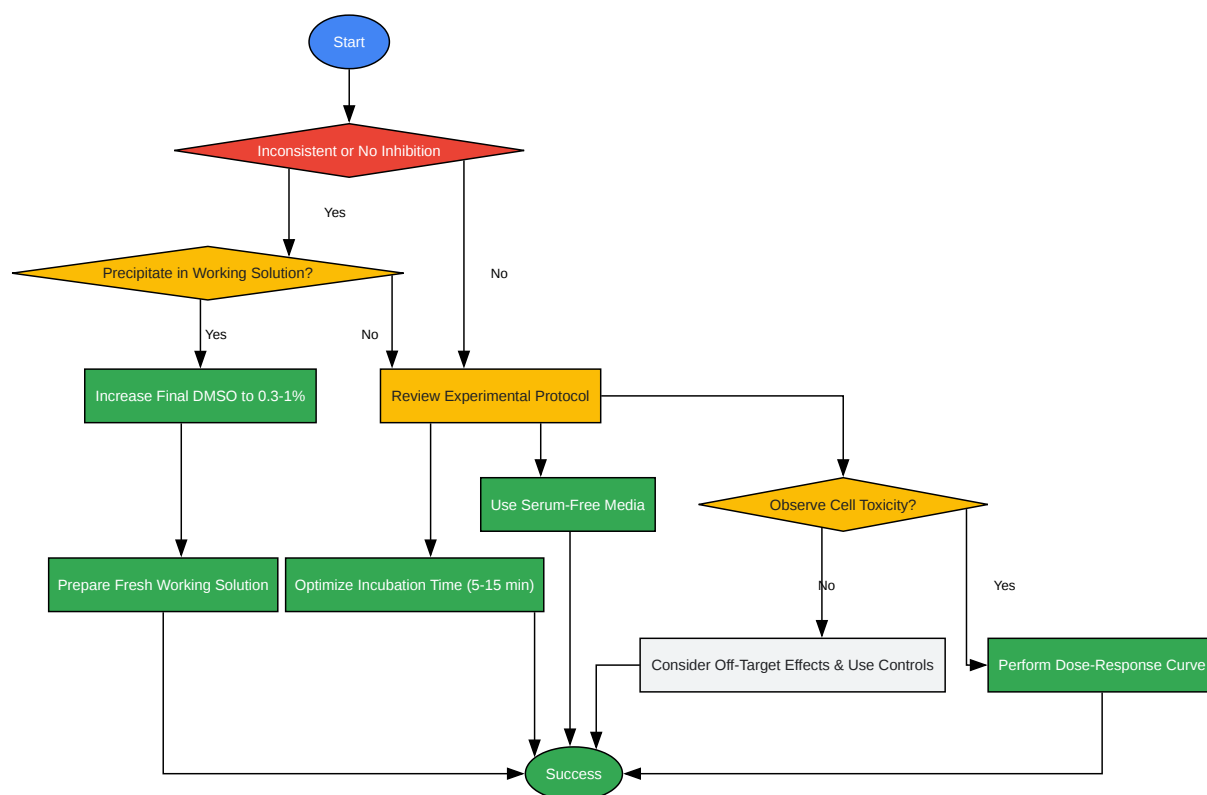 Start
Inconsistent or No Inhibition
Yes
Precipitate in Working Solution?
No
Yes
No
Increase Final DMSO to 0.3-1%
Review Experimental Protocol
Use Serum-Free Media
Observe Cell Toxicity?
Prepare Fresh Working Solution
Optimize Incubation Time (5-15 min)
No
Yes
Consider Off-Target Effects & Use Controls
Perform Dose-Response Curve
Success